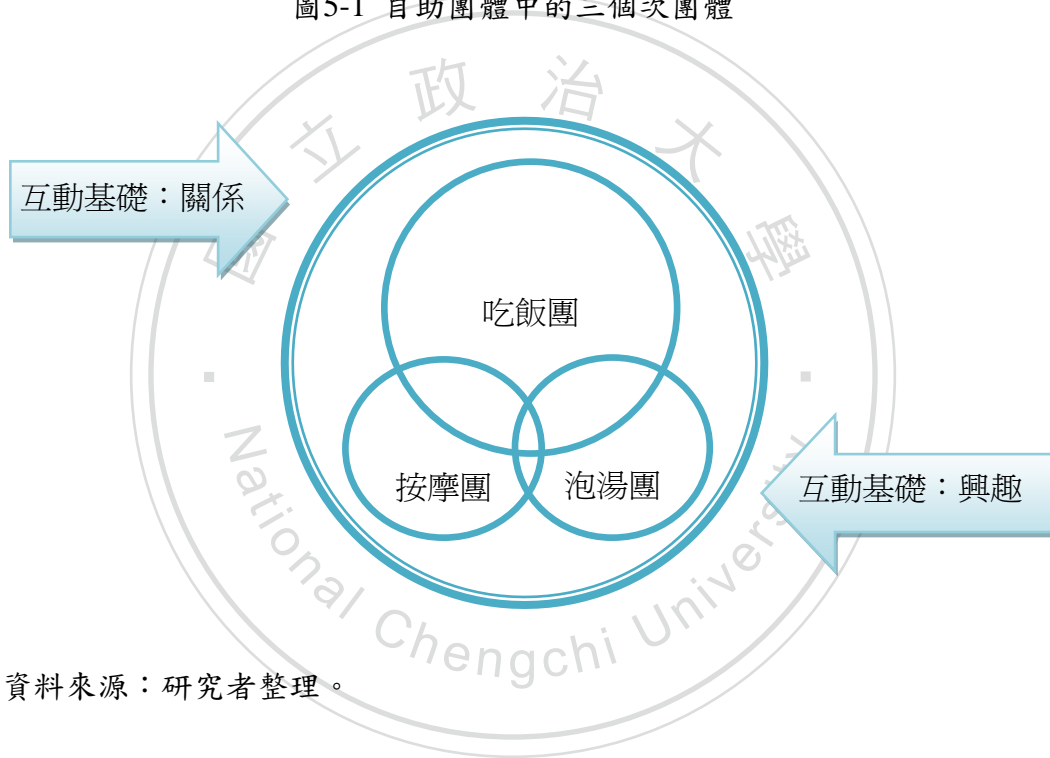 圖5-1 自助團體中的三個次團體
國立政治大學
互動基礎：關係
吃飯團
按摩團
泡湯團
互動基礎：興趣
National Chengchi University
資料來源：研究者整理。